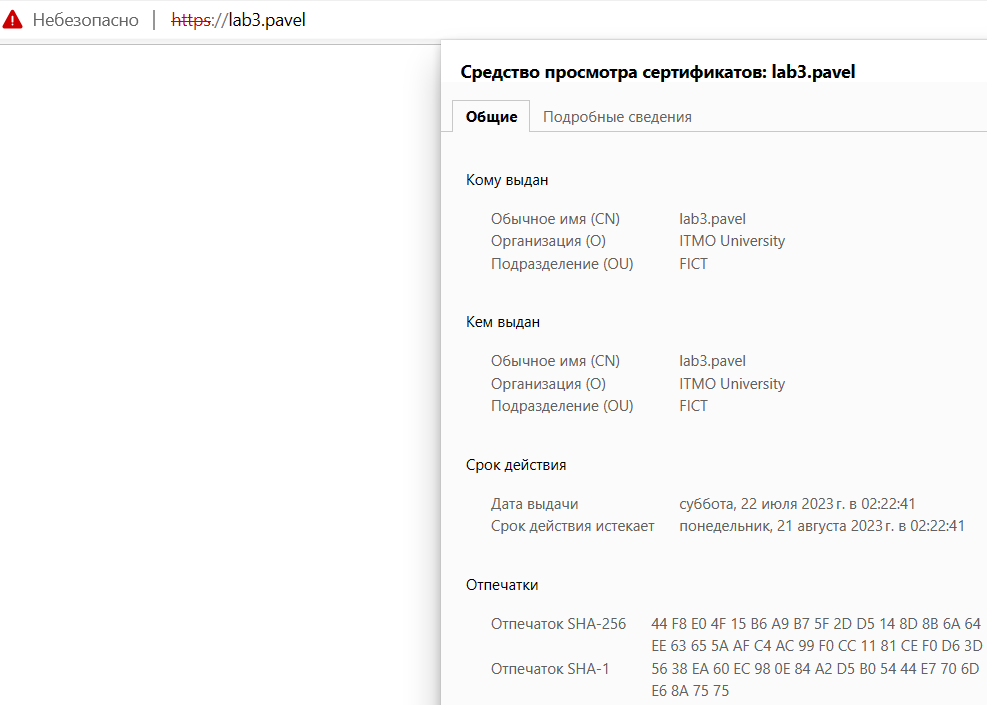 Небезопасно | https://lab3.pavel
Средство просмотра сертификатов: lab3.pavel
Общие Подробные сведения
Кому выдан
Обычное имя (CN) lab3.pavel
Организация (O) ITMO University
Подразделение (OU) FICT
Кем выдан
Обычное имя (CN) lab3.pavel
Организация (O) ITMO University
Подразделение (OU) FICT
Срок действия
Дата выдачи суббота, 22 июля 2023 г. в 02:22:41
Срок действия истекает понедельник, 21 августа 2023 г. в 02:22:41
Отпечатки
Отпечаток SHA-256 44 F8 E0 4F 15 B6 A9 B7 5F 2D D5 14 8D 8B 6A 64
EE 63 65 5A AF C4 AC 99 F0 CC 11 81 CE F0 D6 3D
Отпечаток SHA-1 56 38 EA 60 EC 98 0E 84 A2 D5 B0 54 44 E7 70 6D
E6 8A 75 75